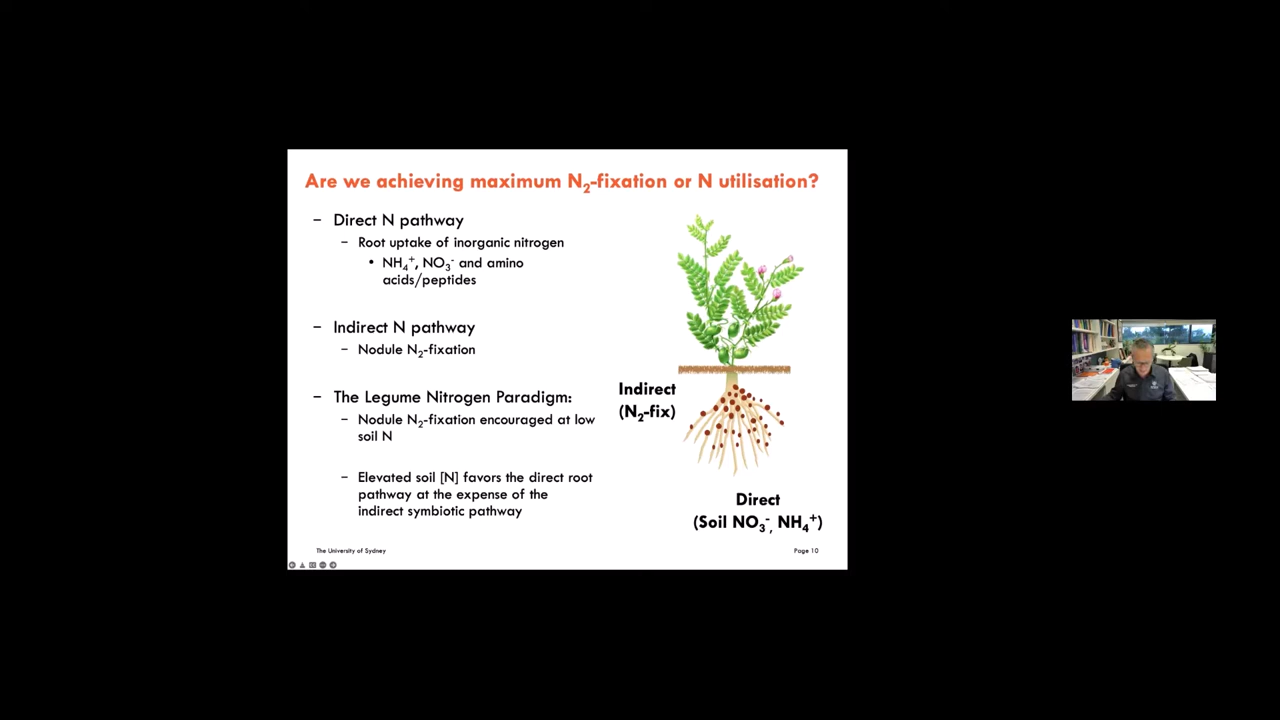 Are we achieving maximum N₂-fixation or N utilisation?
– Direct N pathway
– Root uptake of inorganic nitrogen
• NH₄⁺, NO₃⁻ and amino
acids/peptides
– Indirect N pathway
– Nodule N₂-fixation
– The Legume Nitrogen Paradigm:
– Nodule N₂-fixation encouraged at low
soil N
– Elevated soil [N] favors the direct root
pathway at the expense of the
indirect symbiotic pathway
Indirect
(N₂-fix)
Direct
(Soil NO₃⁻, NH₄⁺)
The University of Sydney
Page 10